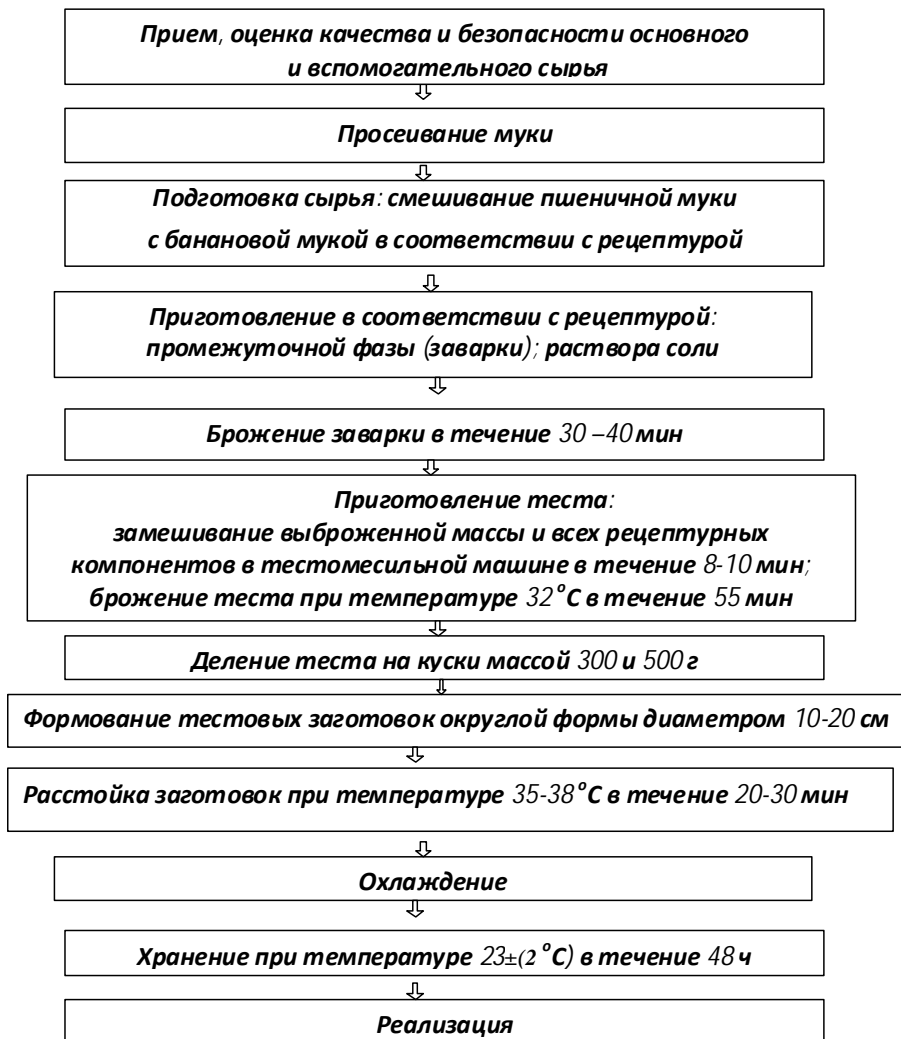 Прием, оценка качества и безопасности основного
и вспомогательного сырья
Просеивание муки
Подготовка сырья: смешивание пшеничной муки
с банановой мукой в соответствии с рецептурой
Приготовление в соответствии с рецептурой:
промежуточной фазы (заварки); раствора соли
Брожение заварки в течение 30 –40 мин
Приготовление теста:
замешивание выброженной массы и всех рецептурных
компонентов в тестомесильной машине в течение 8-10 мин;
брожение теста при температуре 32°С в течение 55 мин
Деление теста на куски массой 300 и 500 г
Формование тестовых заготовок округлой формы диаметром 10-20 см
Расстойка заготовок при температуре 35-38°С в течение 20-30 мин
Охлаждение
Хранение при температуре 23±(2 °С) в течение 48 ч
Реализация